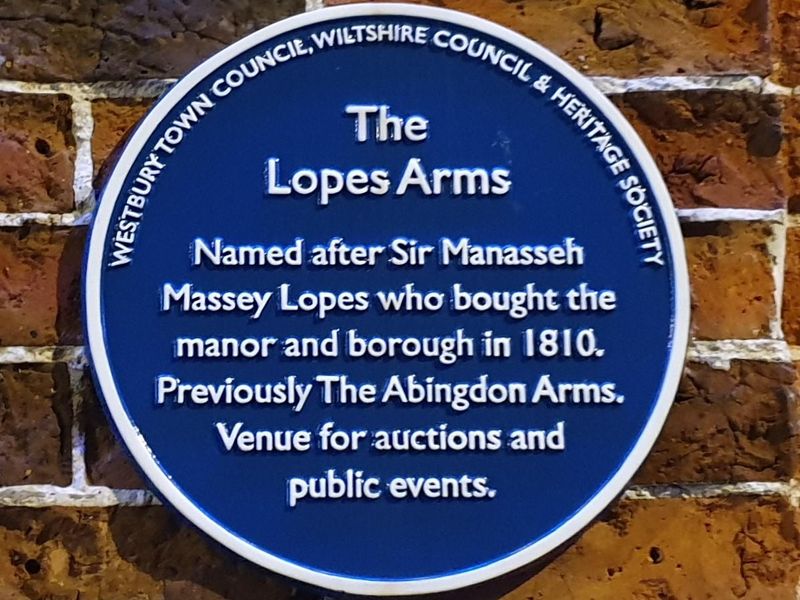 WESTBURY TOWN COUNCIL, WILTSHIRE COUNCIL & HERITAGE SOCIETY
The
Lopes Arms
Named after Sir Manasseh
Massey Lopes who bought the
manor and borough in 1810.
Previously The Abingdon Arms.
Venue for auctions and
public events.